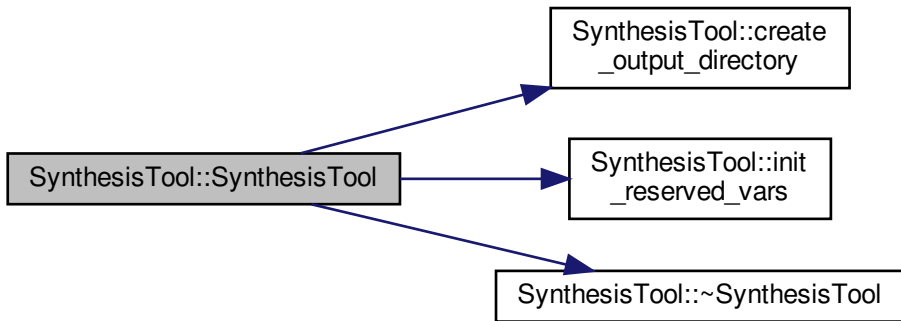 SynthesisTool::create
_output_directory
SynthesisTool::SynthesisTool
SynthesisTool::init
_reserved_vars
SynthesisTool::~SynthesisTool